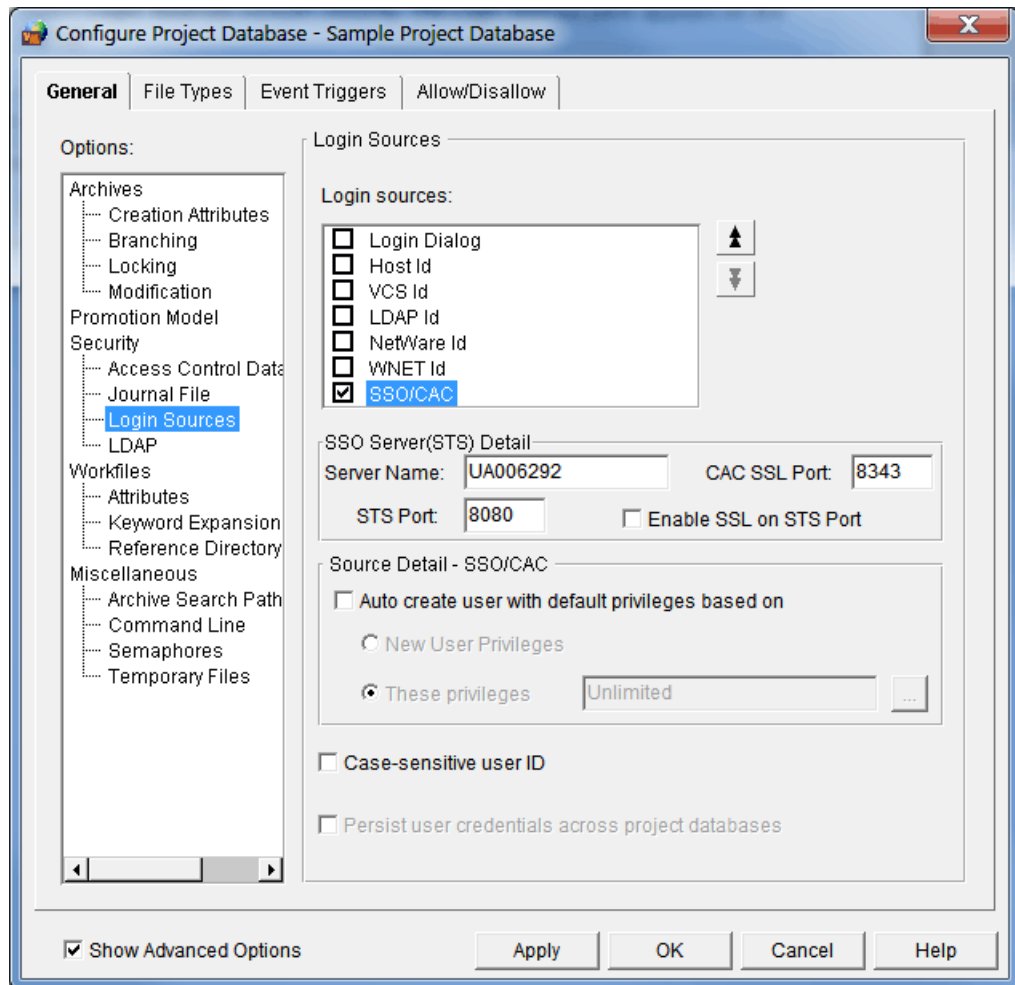 Configure Project Database - Sample Project Database
X
General File Types Event Triggers Allow/Disallow
Options:
Archives
Creation Attributes
Branching
Locking
Modification
Promotion Model
Security
Access Control Data
Journal File
Login Sources
LDAP
Workfiles
Attributes
Keyword Expansion
Reference Directory
Miscellaneous
Archive Search Path
Command Line
Semaphores
Temporary Files
Login Sources
Login sources:
Login Dialog
Host Id
VCS Id
LDAP Id
NetWare Id
WNET Id
SSO/CAC
SSO Server(STS) Detail
Server Name: UA006292 CAC SSL Port: 8343
STS Port: 8080 Enable SSL on STS Port
Source Detail - SSO/CAC
Auto create user with default privileges based on
New User Privileges
These privileges Unlimited ...
Case-sensitive user ID
Persist user credentials across project databases
Show Advanced Options Apply OK Cancel Help